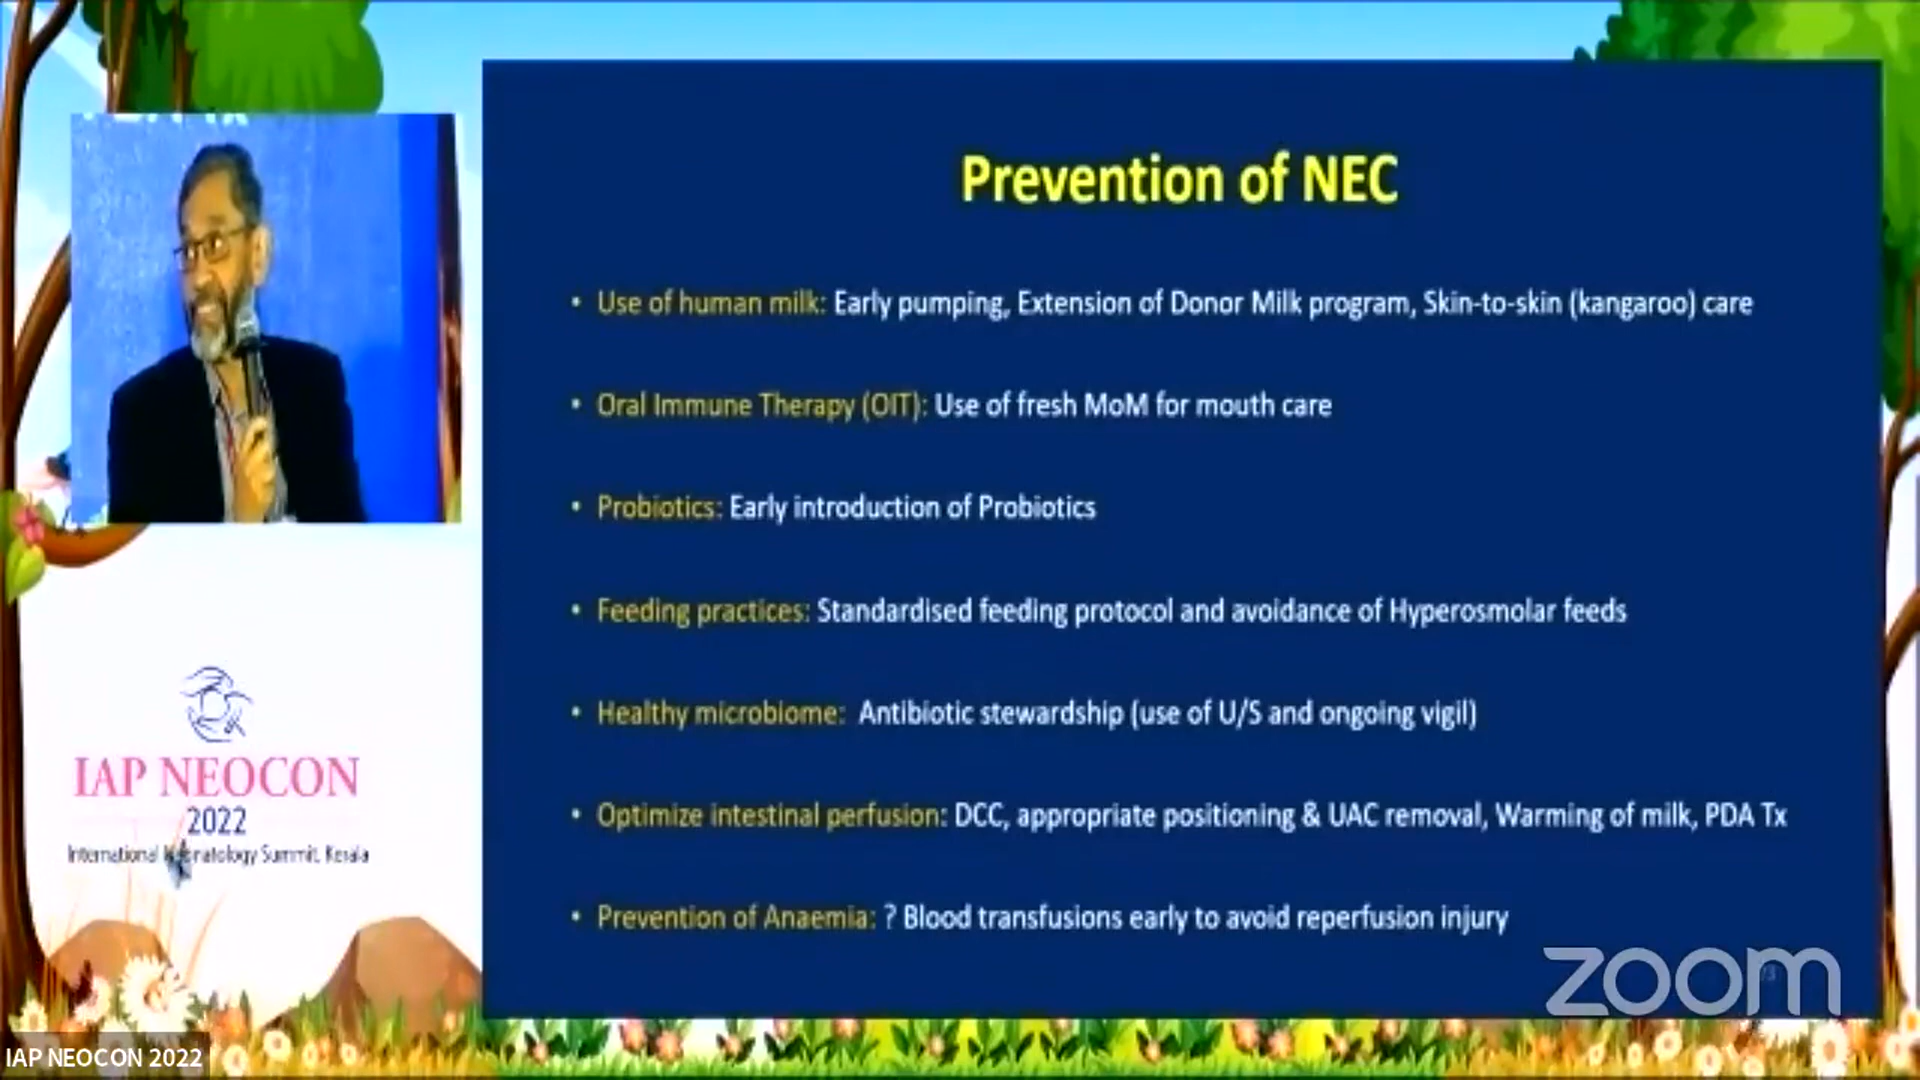 Prevention of NEC
• Use of human milk: Early pumping, Extension of Donor Milk program, Skin-to-skin (kangaroo) care
• Oral Immune Therapy (OIT): Use of fresh MoM for mouth care
• Probiotics: Early introduction of Probiotics
• Feeding practices: Standardised feeding protocol and avoidance of Hyperosmolar feeds
• Healthy microbiome: Antibiotic stewardship (use of U/S and ongoing vigil)
• Optimize intestinal perfusion: DCC, appropriate positioning & UAC removal, Warming of milk, PDA Tx
• Prevention of Anaemia: ? Blood transfusions early to avoid reperfusion injury
IAP NEOCON
2022
International Neonatology Summit, Kerala
zoom
IAP NEOCON 2022